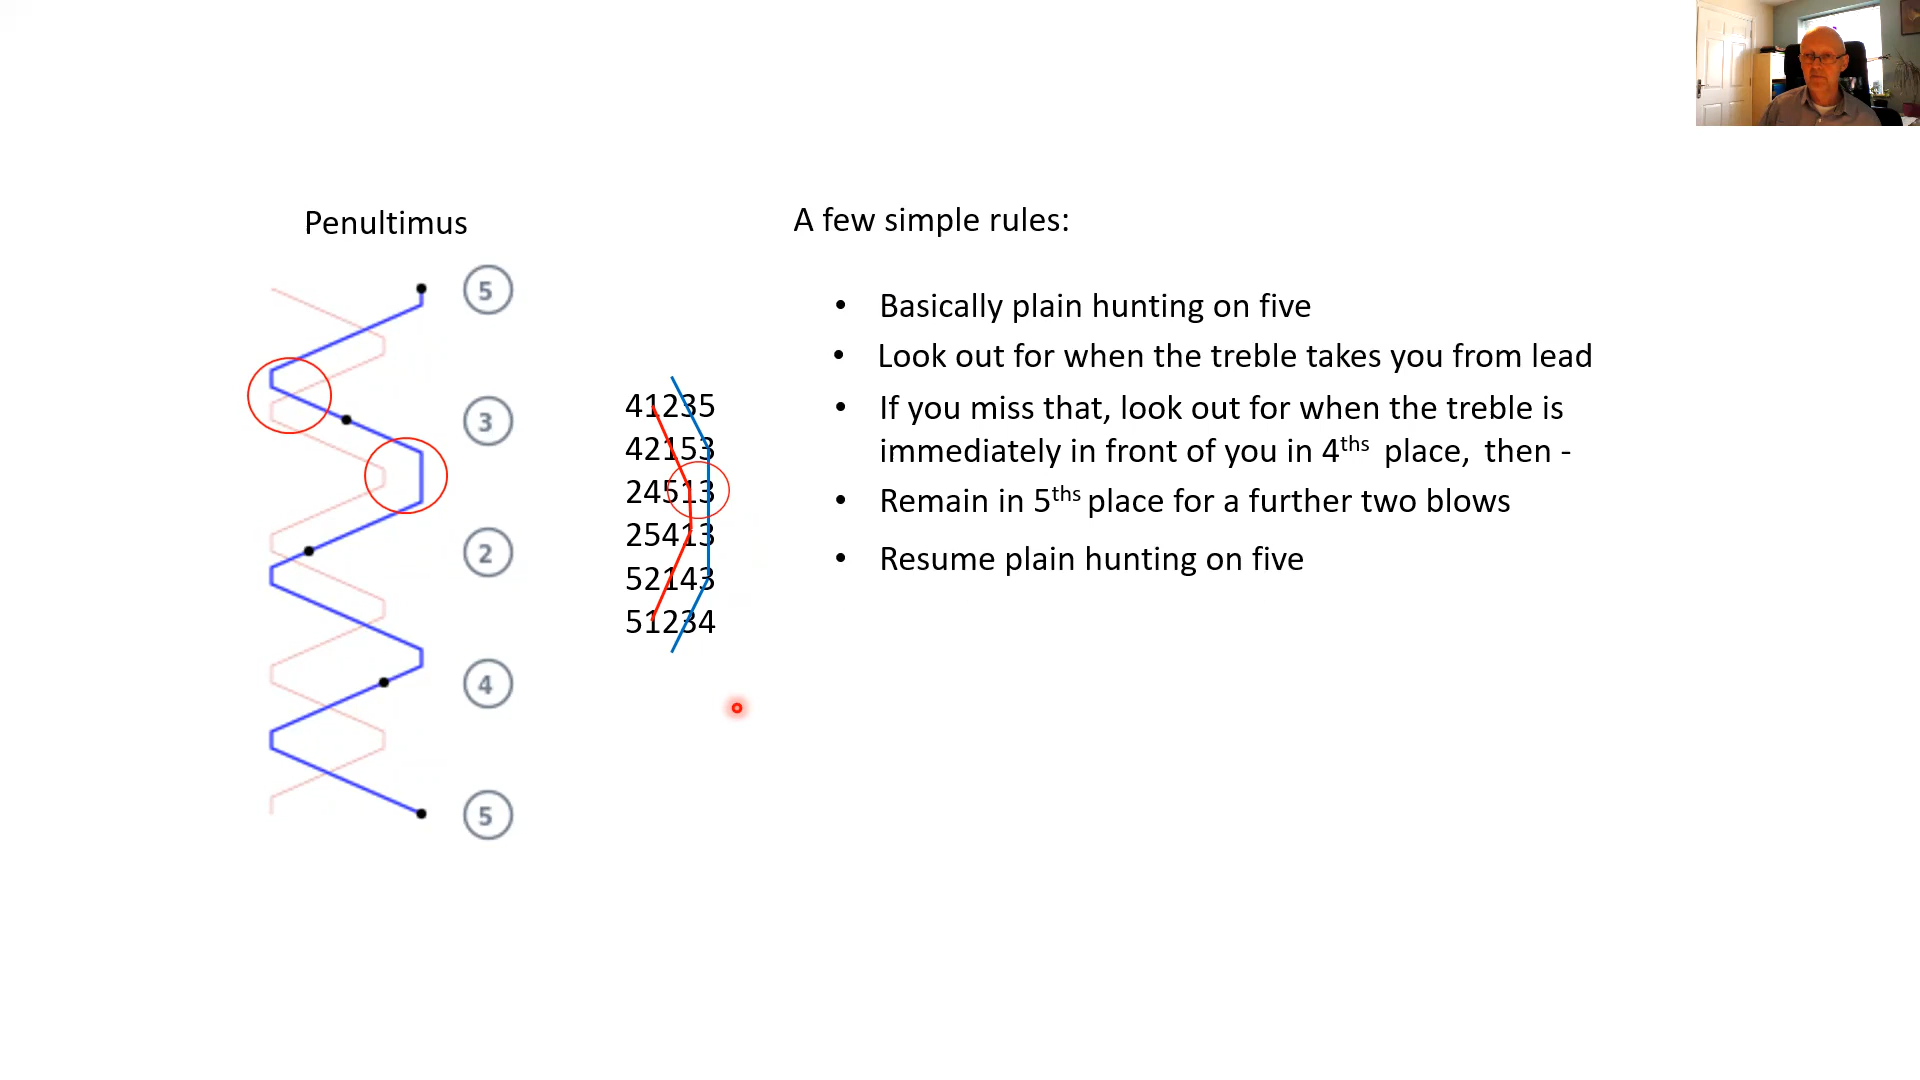 Penultimus
5
3
2
4
5
41235
42153
24513
25413
52143
51234
A few simple rules:
• Basically plain hunting on five
• Look out for when the treble takes you from lead
• If you miss that, look out for when the treble is
immediately in front of you in 4ths place, then -
• Remain in 5ths place for a further two blows
• Resume plain hunting on five